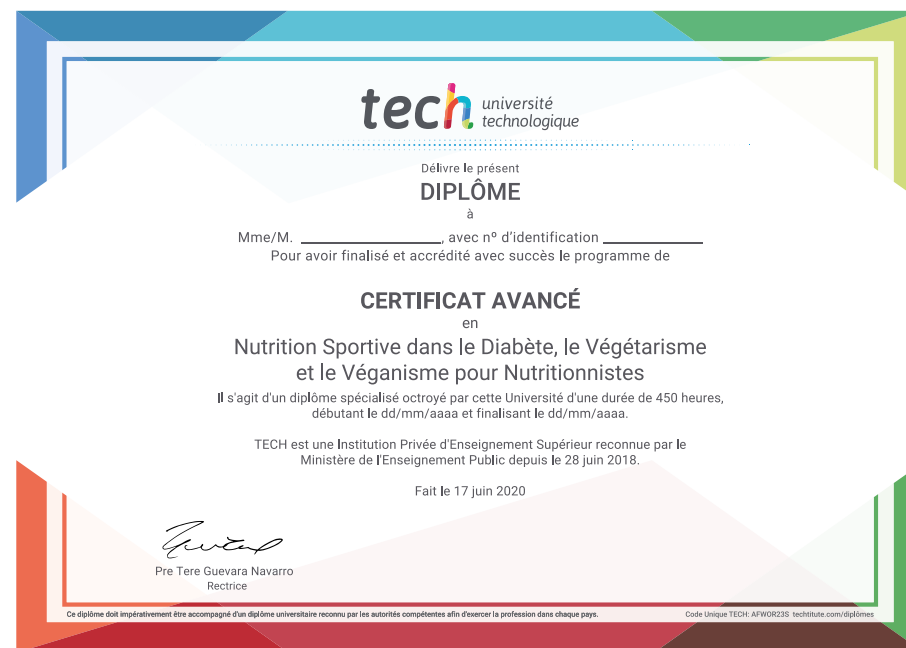 tech université
technologique
Délivre le présent
DIPLÔME
à
Mme/M. ____________________, avec nº d'identification ______________
Pour avoir finalisé et accrédité avec succès le programme de
CERTIFICAT AVANCÉ
en
Nutrition Sportive dans le Diabète, le Végétarisme
et le Véganisme pour Nutritionnistes
Il s'agit d'un diplôme spécialisé octroyé par cette Université d'une durée de 450 heures,
débutant le dd/mm/aaaa et finalisant le dd/mm/aaaa.
TECH est une Institution Privée d'Enseignement Supérieur reconnue par le
Ministère de l'Enseignement Public depuis le 28 juin 2018.
Fait le 17 juin 2020
Pre Tere Guevara Navarro
Rectrice
Ce diplôme doit impérativement être accompagné d'un diplôme universitaire reconnu par les autorités compétentes afin d'exercer la profession dans chaque pays.
Code Unique TECH: AFWOR23S techtitute.com/diplômes